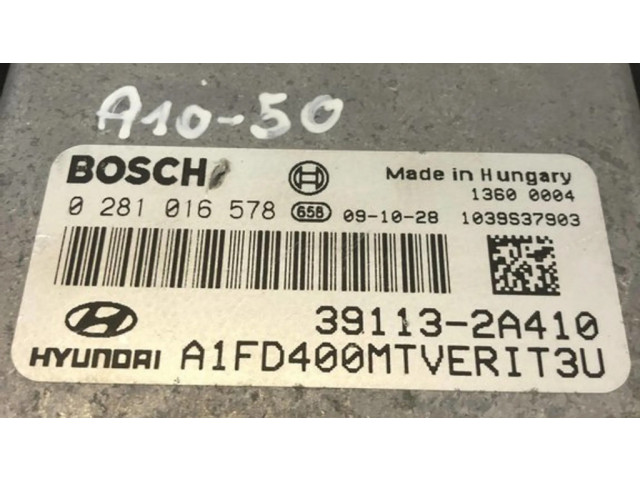 A10-50
BOSCH Made in Hungary
1360 0004
0 281 016 578 658 09-10-28 1039S37903
39113-2A410
HYUNDAI A1FD400MTVERIT3U